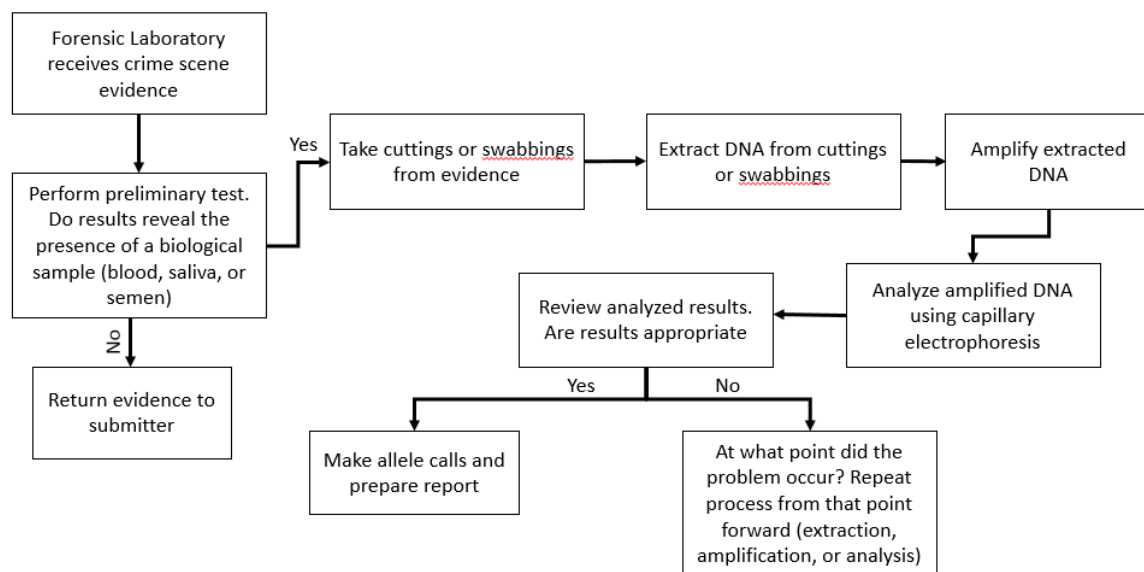 Forensic Laboratory
receives crime scene
evidence
Perform preliminary test.
Do results reveal the
presence of a biological
sample (blood, saliva, or
semen)
Yes
No
Return evidence to
submitter
Take cuttings or swabbings
from evidence
Extract DNA from cuttings
or swabbings
Amplify extracted
DNA
Analyze amplified DNA
using capillary
electrophoresis
Review analyzed results.
Are results appropriate
Yes
No
Make allele calls and
prepare report
At what point did the
problem occur? Repeat
process from that point
forward (extraction,
amplification, or analysis)